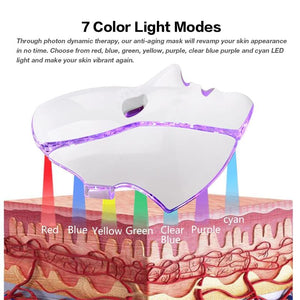 7 Color Light Modes
Through photon dynamic therapy, our anti-aging mask will revamp your skin appearance
in no time. Choose from red, blue, green, yellow, purple, clear blue purple and cyan LED
light and make your skin vibrant again.
Red Blue Yellow Green Clear Blue Purple cyan